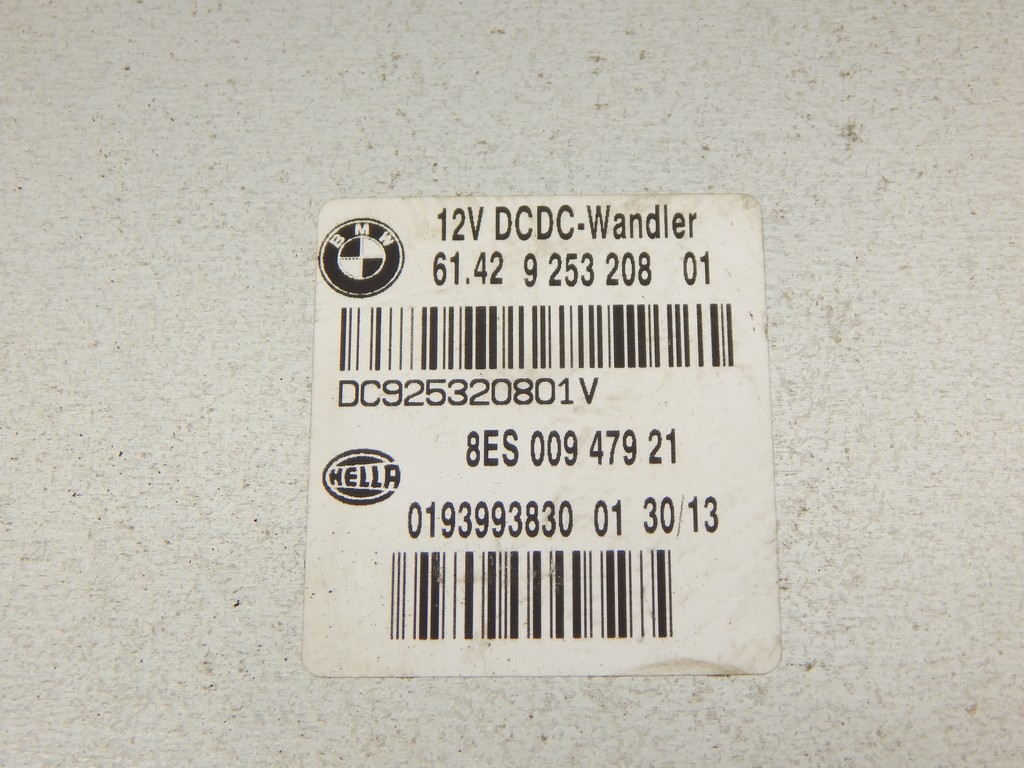 12V DCDC-Wandler
BMW
61.42 9 253 208 01
DC925320801V
8ES 009 479 21
HELLA
0193993830 01 30/13